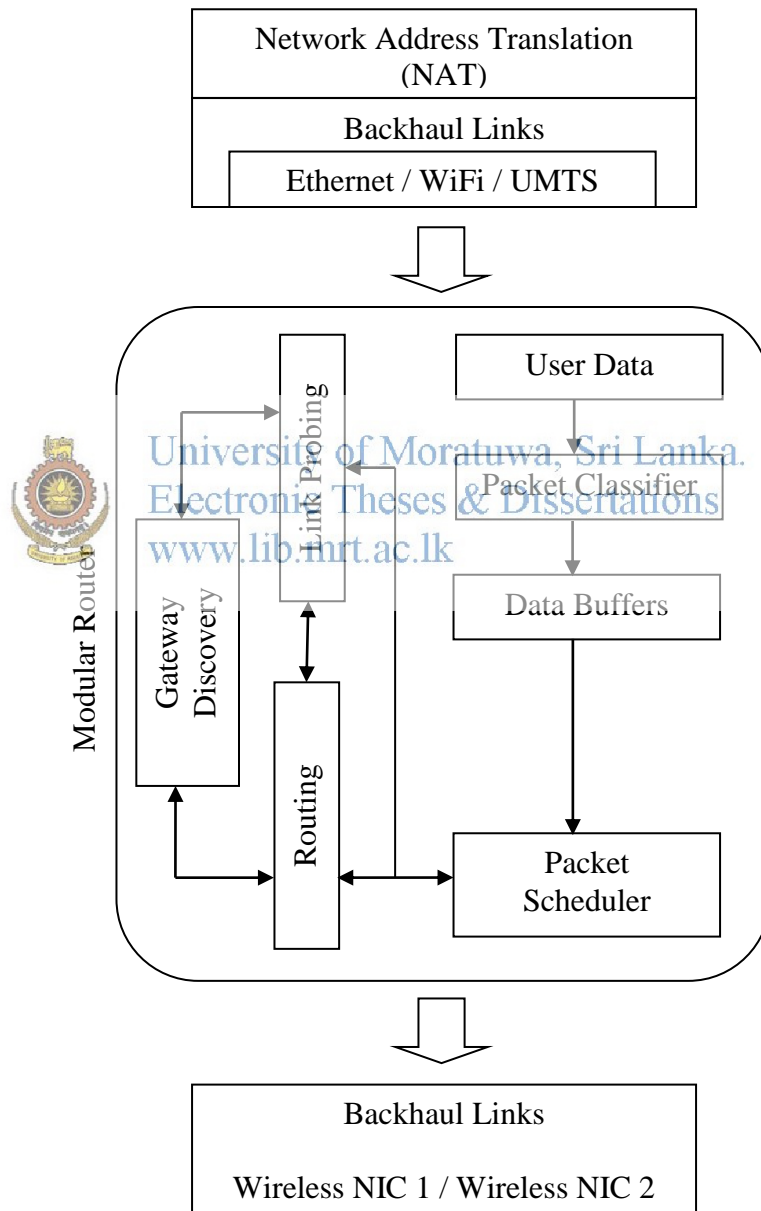 Network Address Translation
(NAT)
Backhaul Links
Ethernet / WiFi / UMTS
Modular Router
Link Probing
Gateway
Discovery
Routing
User Data
Packet Classifier
Data Buffers
Packet
Scheduler
University of Moratuwa, Sri Lanka.
Electronic Theses & Dissertations
www.lib.mrt.ac.lk
Backhaul Links
Wireless NIC 1 / Wireless NIC 2